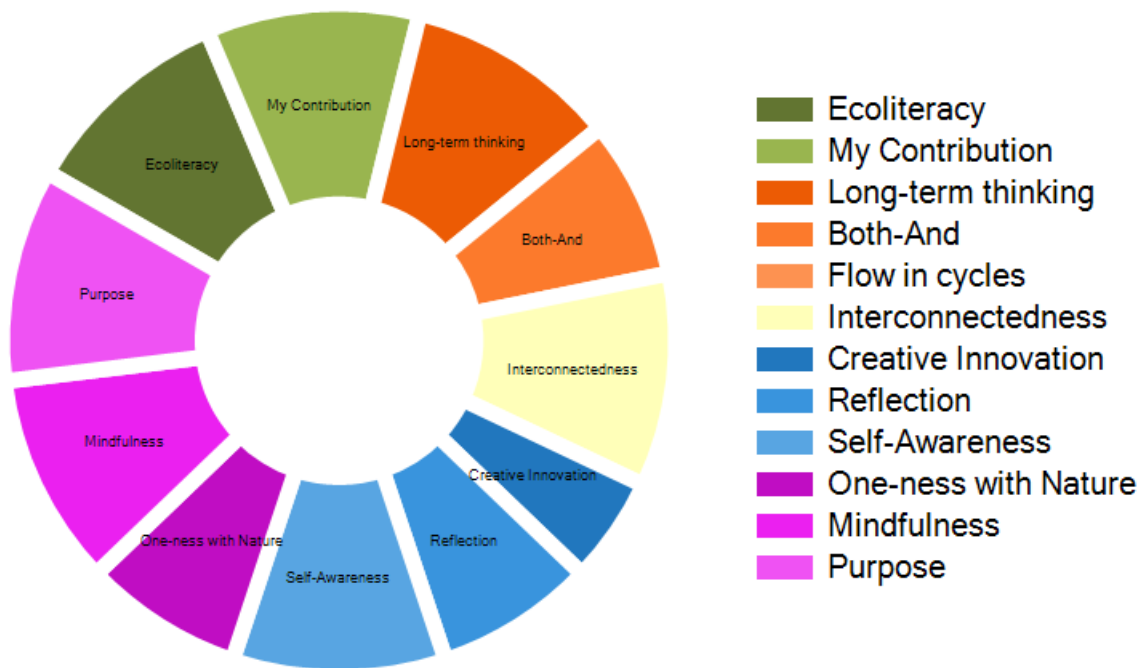 My Contribution
Long-term thinking
Ecoliteracy
Both-And
Purpose
Interconnectedness
Mindfulness
Creative Innovation
One-ness with Nature
Reflection
Self-Awareness
Ecoliteracy
My Contribution
Long-term thinking
Both-And
Flow in cycles
Interconnectedness
Creative Innovation
Reflection
Self-Awareness
One-ness with Nature
Mindfulness
Purpose